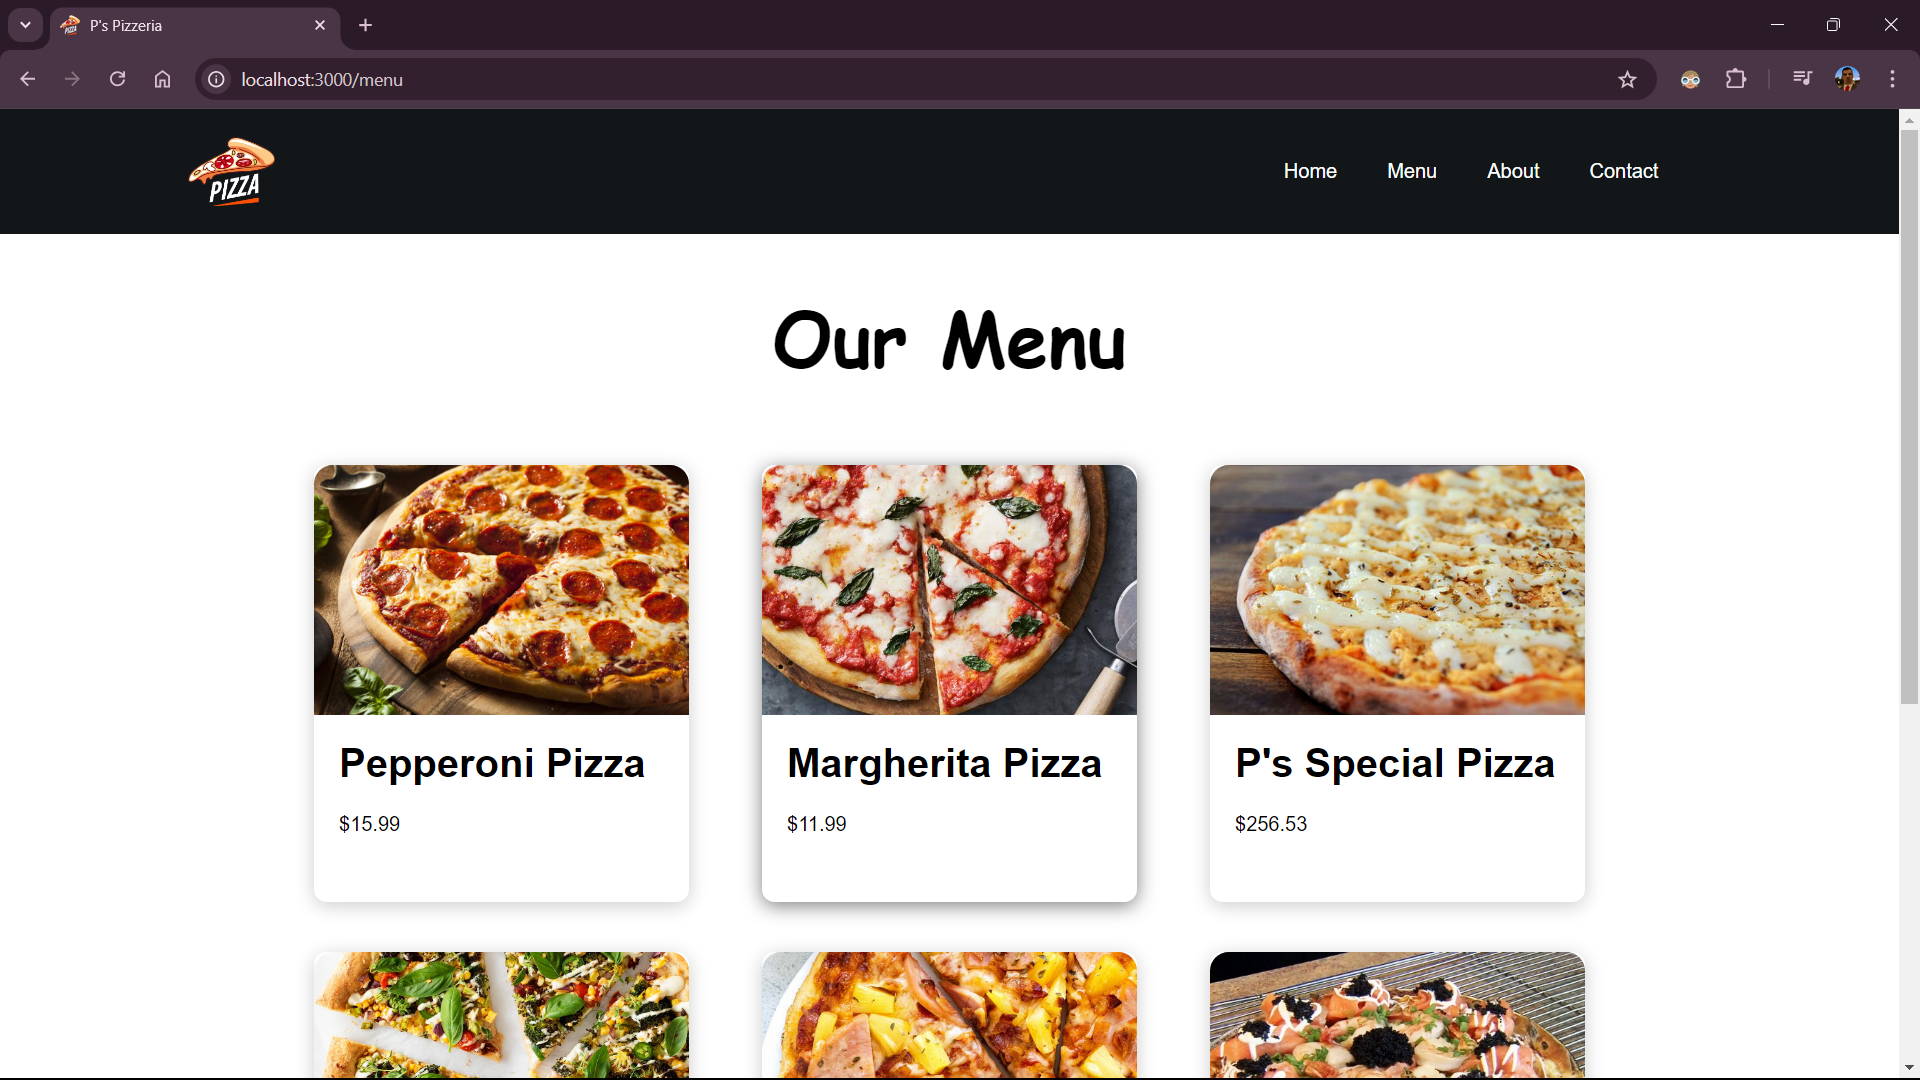 P's Pizzeria
localhost:3000/menu
PIZZA
Home Menu About Contact
Our Menu
Pepperoni Pizza
$15.99
Margherita Pizza
$11.99
P's Special Pizza
$256.53